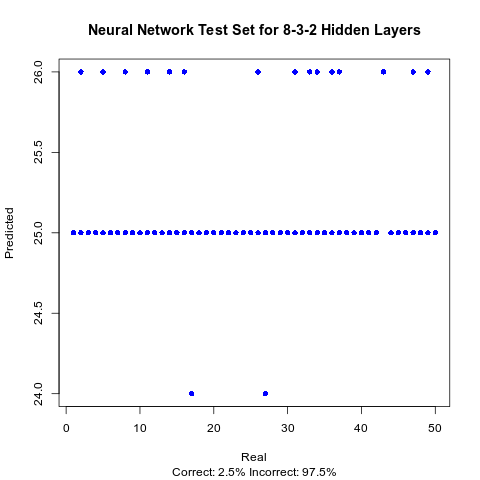 Neural Network Test Set for 8-3-2 Hidden Layers
26.0
25.5
25.0
24.5
24.0
Predicted
0 10 20 30 40 50
Real
Correct: 2.5% Incorrect: 97.5%